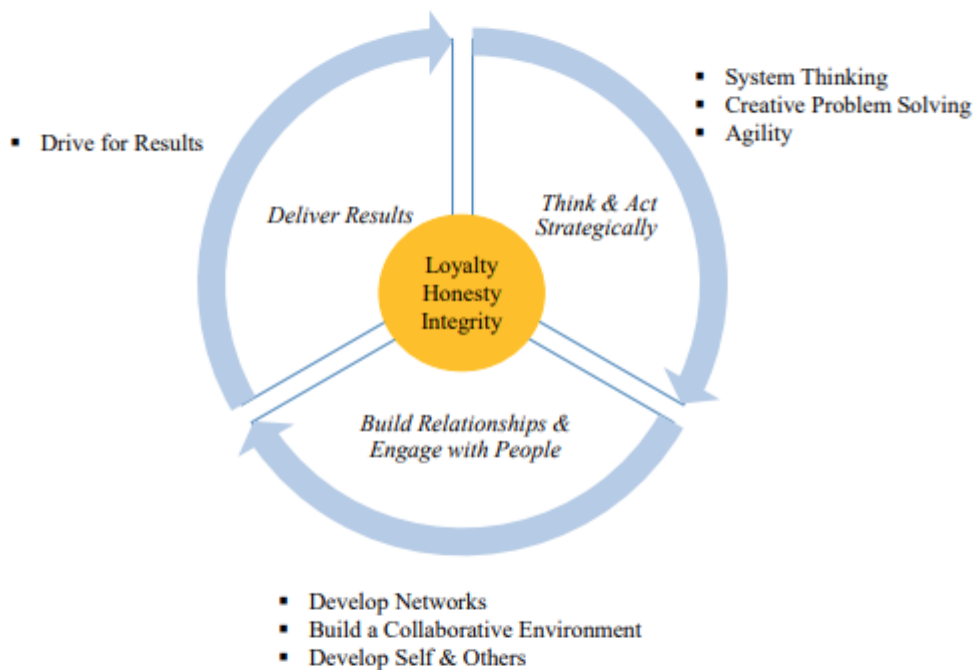 ▪ System Thinking
▪ Creative Problem Solving
▪ Agility
▪ Drive for Results
Deliver Results
Think & Act
Strategically
Loyalty
Honesty
Integrity
Build Relationships &
Engage with People
▪ Develop Networks
▪ Build a Collaborative Environment
▪ Develop Self & Others